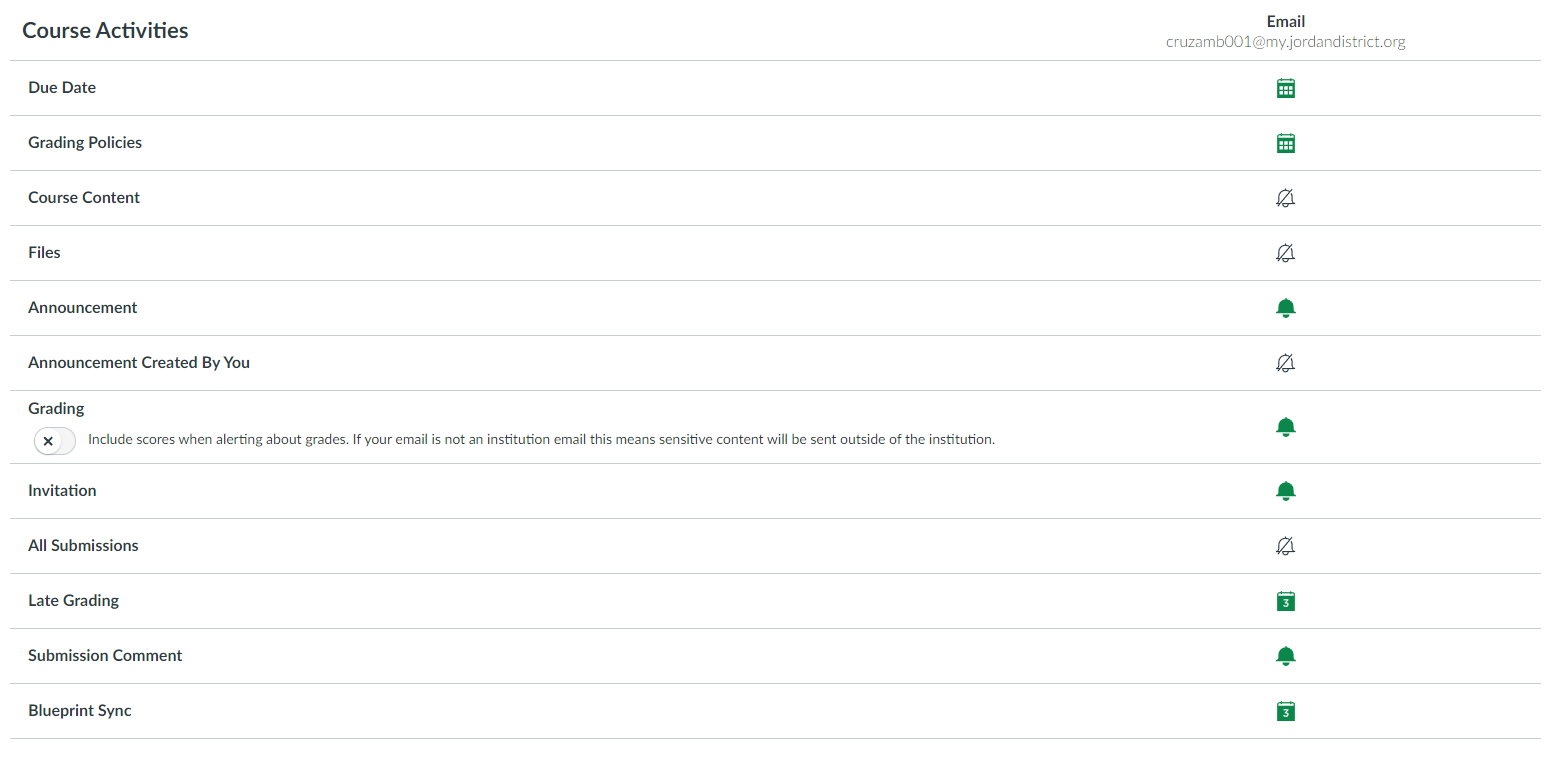 Course Activities
Email
cruzamb001@my.jordandistrict.org
Due Date
Grading Policies
Course Content
Files
Announcement
Announcement Created By You
Grading
Include scores when alerting about grades. If your email is not an institution email this means sensitive content will be sent outside of the institution.
Invitation
All Submissions
Late Grading
3
Submission Comment
Blueprint Sync
3